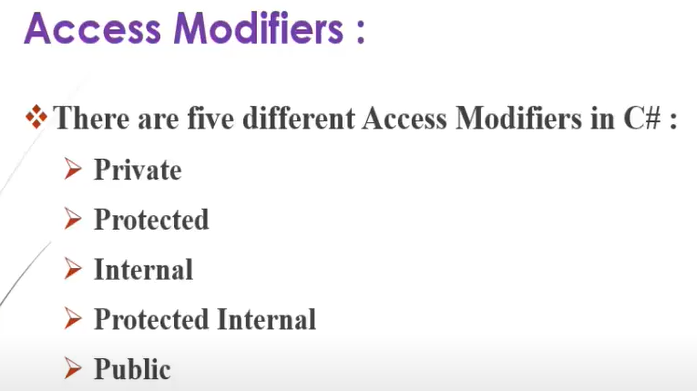 Access Modifiers :
There are five different Access Modifiers in C# :
Private
Protected
Internal
Protected Internal
Public